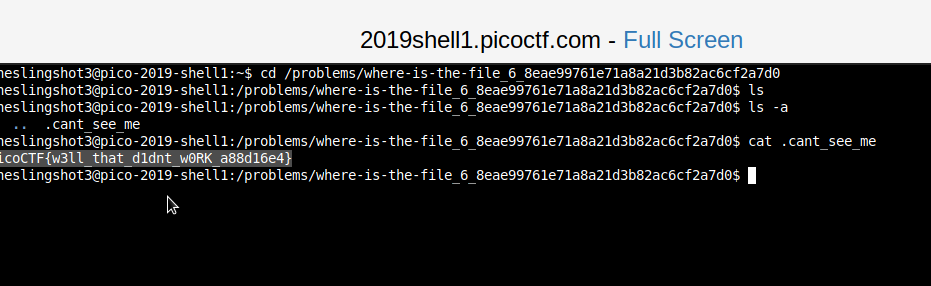 2019shell1.picoctf.com - Full Screen
heslingshot3@pico-2019-shell1:~$ cd /problems/where-is-the-file_6_8eae99761e71a8a21d3b82ac6cf2a7d0
heslingshot3@pico-2019-shell1:/problems/where-is-the-file_6_8eae99761e71a8a21d3b82ac6cf2a7d0$ ls
heslingshot3@pico-2019-shell1:/problems/where-is-the-file_6_8eae99761e71a8a21d3b82ac6cf2a7d0$ ls -a
.. .cant_see_me
heslingshot3@pico-2019-shell1:/problems/where-is-the-file_6_8eae99761e71a8a21d3b82ac6cf2a7d0$ cat .cant_see_me
icoCTF{w3ll_that_d1dnt_w0RK_a88d16e4}
heslingshot3@pico-2019-shell1:/problems/where-is-the-file_6_8eae99761e71a8a21d3b82ac6cf2a7d0$